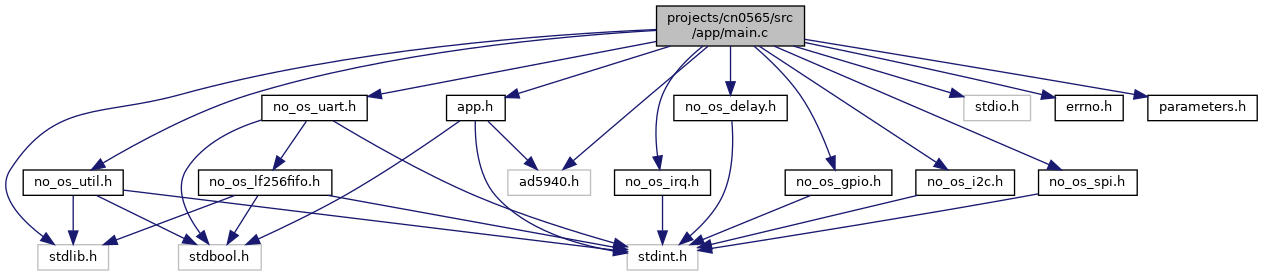 projects/cn0565/src
/app/main.c
no_os_uart.h
app.h
no_os_delay.h
stdio.h
errno.h
parameters.h
no_os_util.h
no_os_lf256fifo.h
ad5940.h
no_os_irq.h
no_os_gpio.h
no_os_i2c.h
no_os_spi.h
stdlib.h
stdbool.h
stdint.h